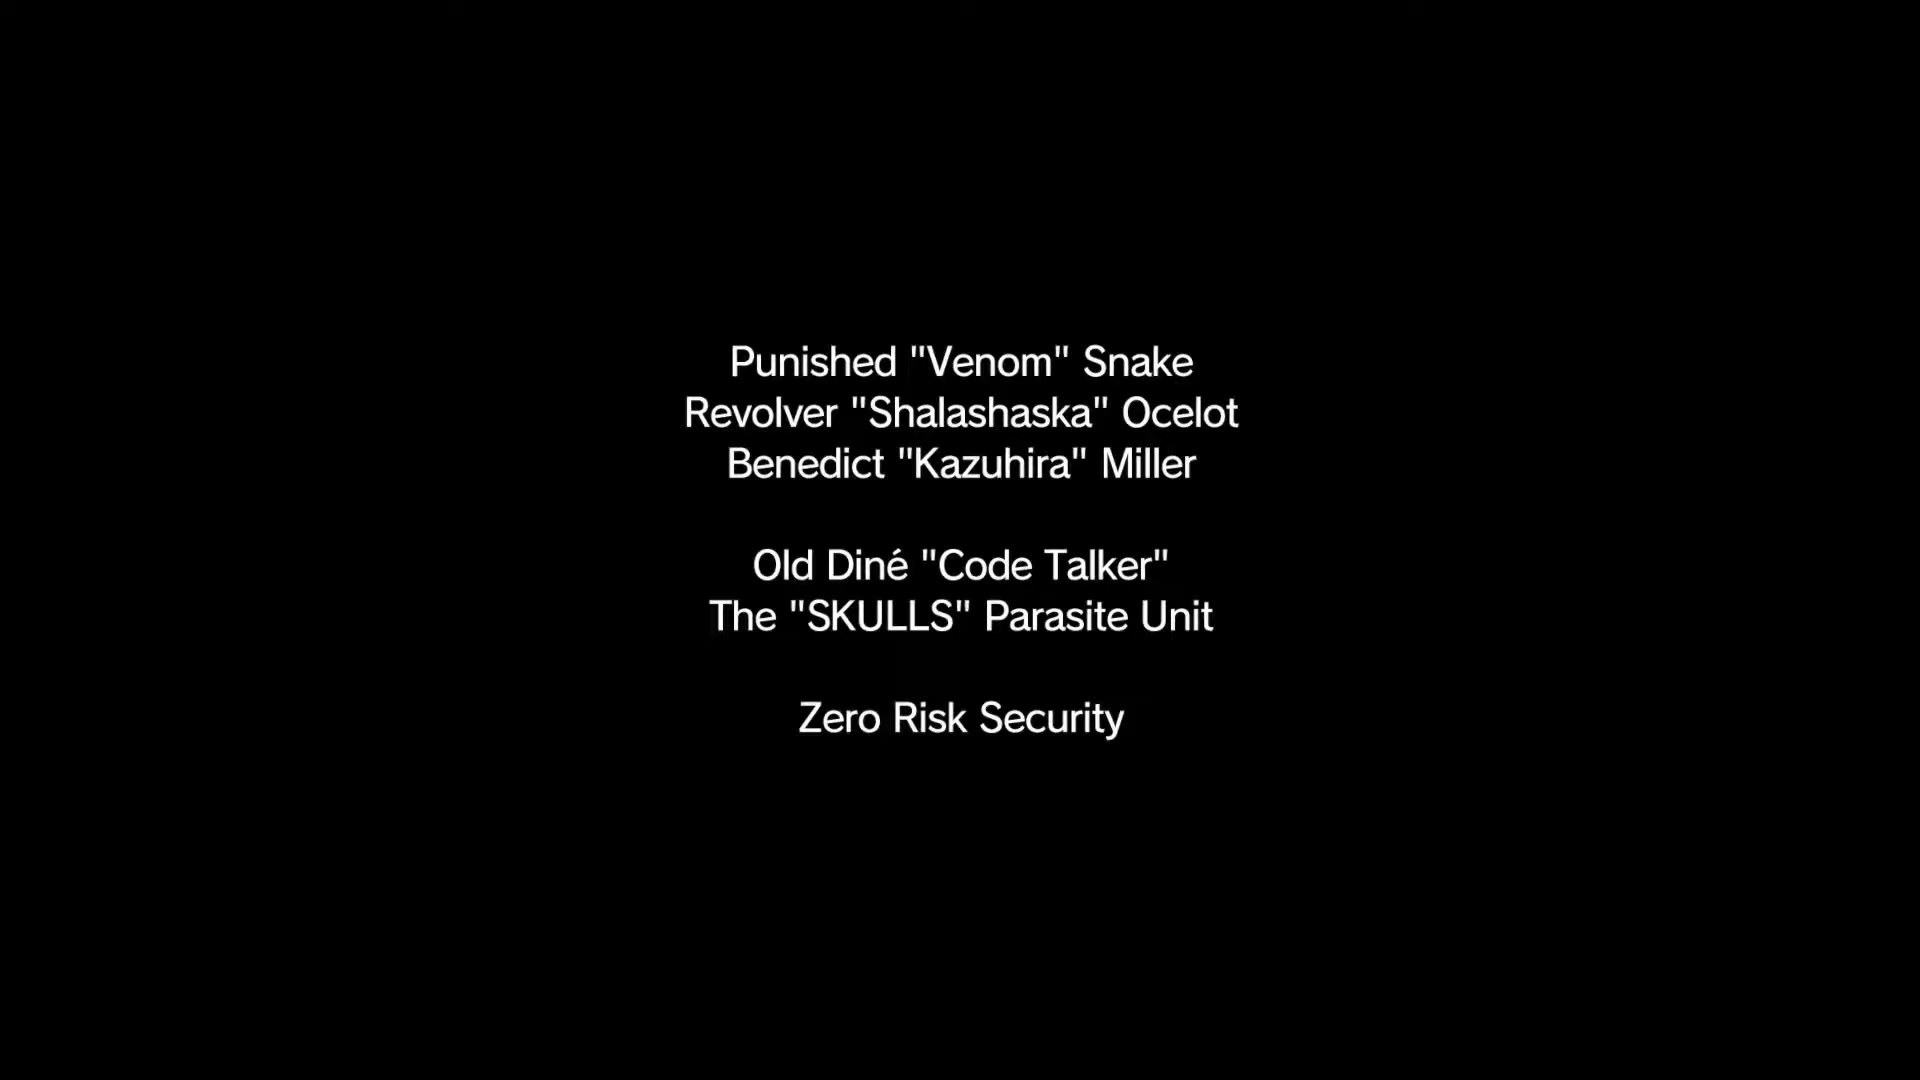 Punished "Venom" Snake
Revolver "Shalashaska" Ocelot
Benedict "Kazuhira" Miller
Old Diné "Code Talker"
The "SKULLS" Parasite Unit
Zero Risk Security